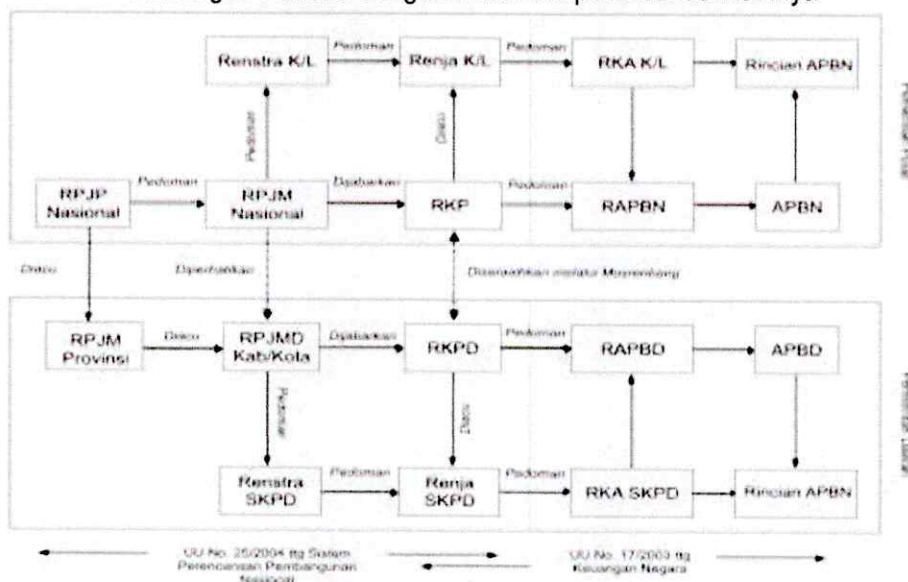 Renstra K/L
Pedoman
Renja K/L
Pedoman
RKA K/L
Rincian APBN
Pedoman
Diacu
RPJP
Nasional
Pedoman
RPJM
Nasional
Dijabarkan
RKP
Pedoman
RAPBN
APBN
Diacu
Diperhatikan
Diserasikan melalui Musrenbang
RPJM
Provinsi
Diacu
RPJMD
Kab/Kota
Dijabarkan
RKPD
Pedoman
RAPBD
APBD
Pedoman
Diacu
Renstra
SKPD
Pedoman
Renja
SKPD
Pedoman
RKA SKPD
Rincian APBN
UU No. 25/2004 ttg Sistem
Perencanaan Pembangunan
Nasional
UU No. 17/2003 ttg
Keuangan Negara